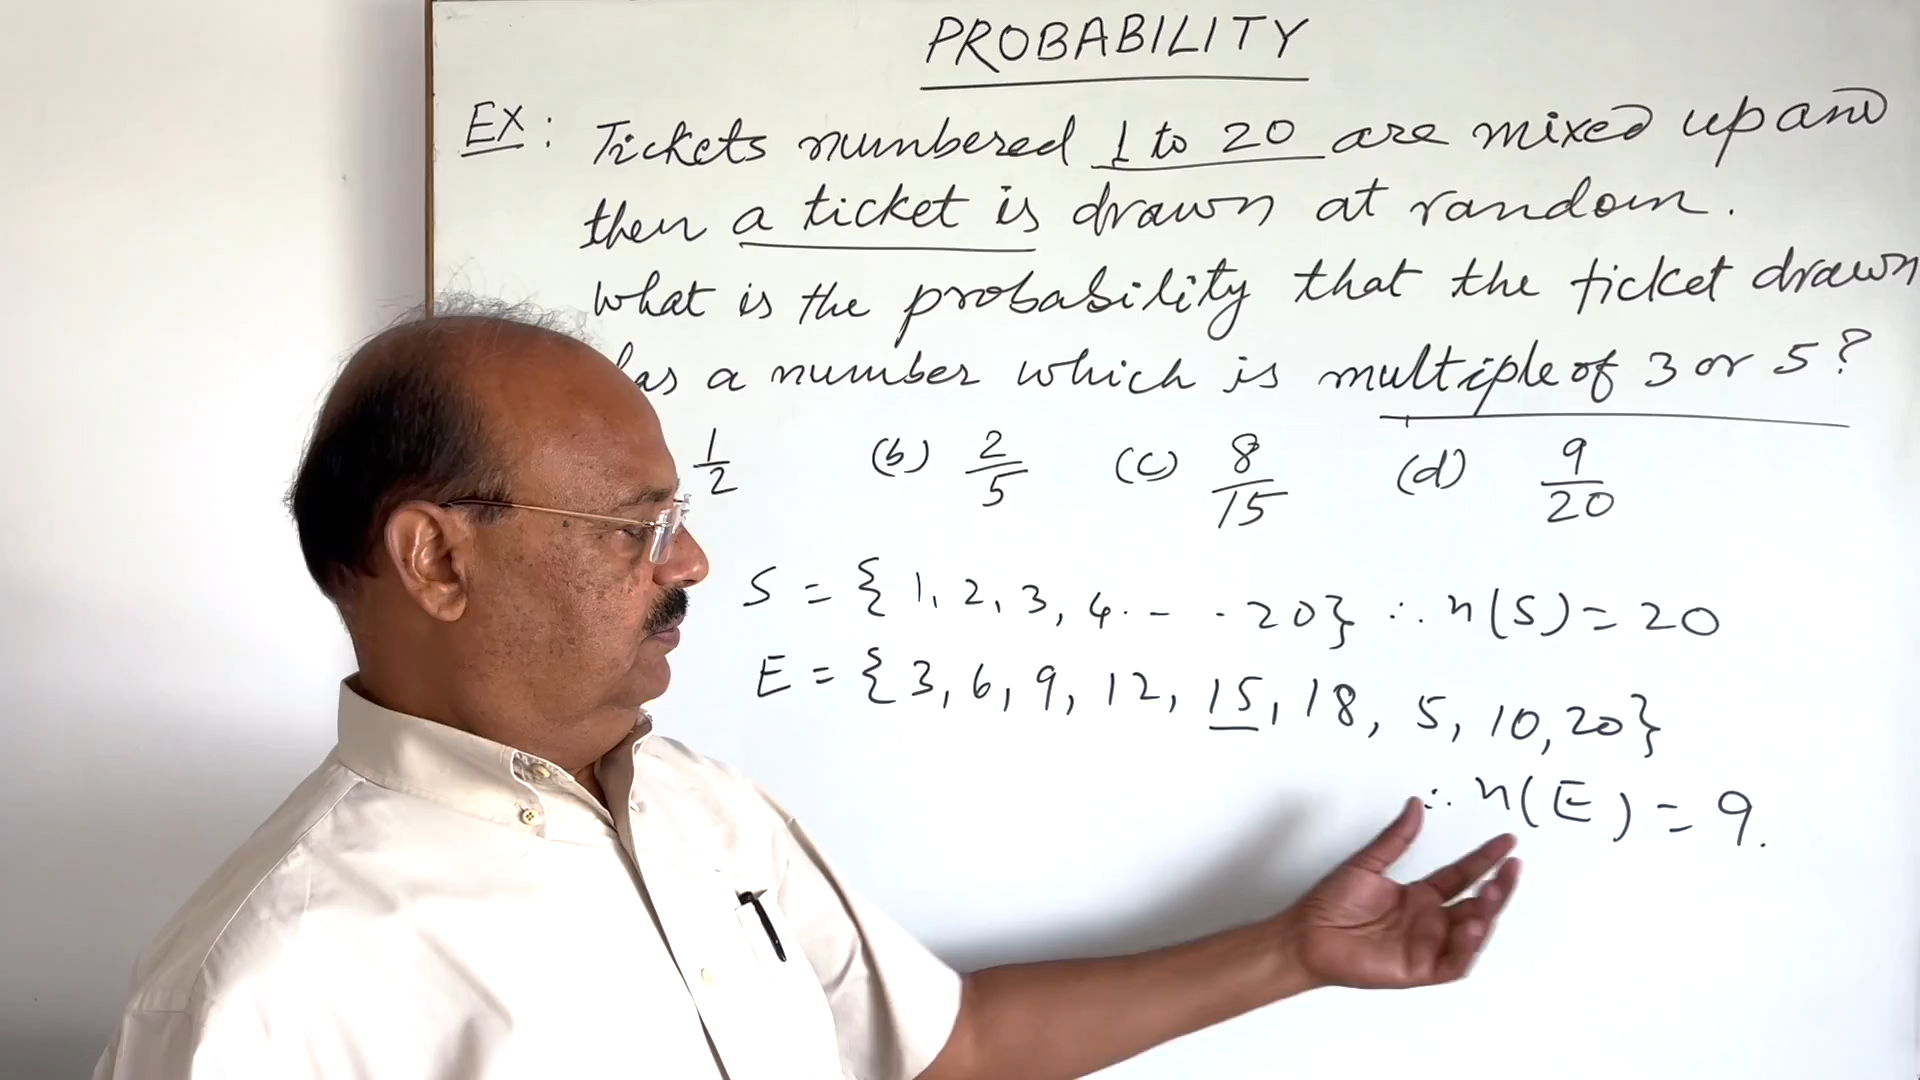 PROBABILITY
EX: Tickets numbered 1 to 20 are mixed up and
then a ticket is drawn at random.
What is the probability that the ticket drawn
has a number which is multiple of 3 or 5?
1/2 (b) 2/5 (c) 8/15 (d) 9/20
S = { 1, 2, 3, 4. - . 20} ∴ n(S) = 20
E = { 3, 6, 9, 12, 15, 18, 5, 10, 20}
∴ n(E) = 9.